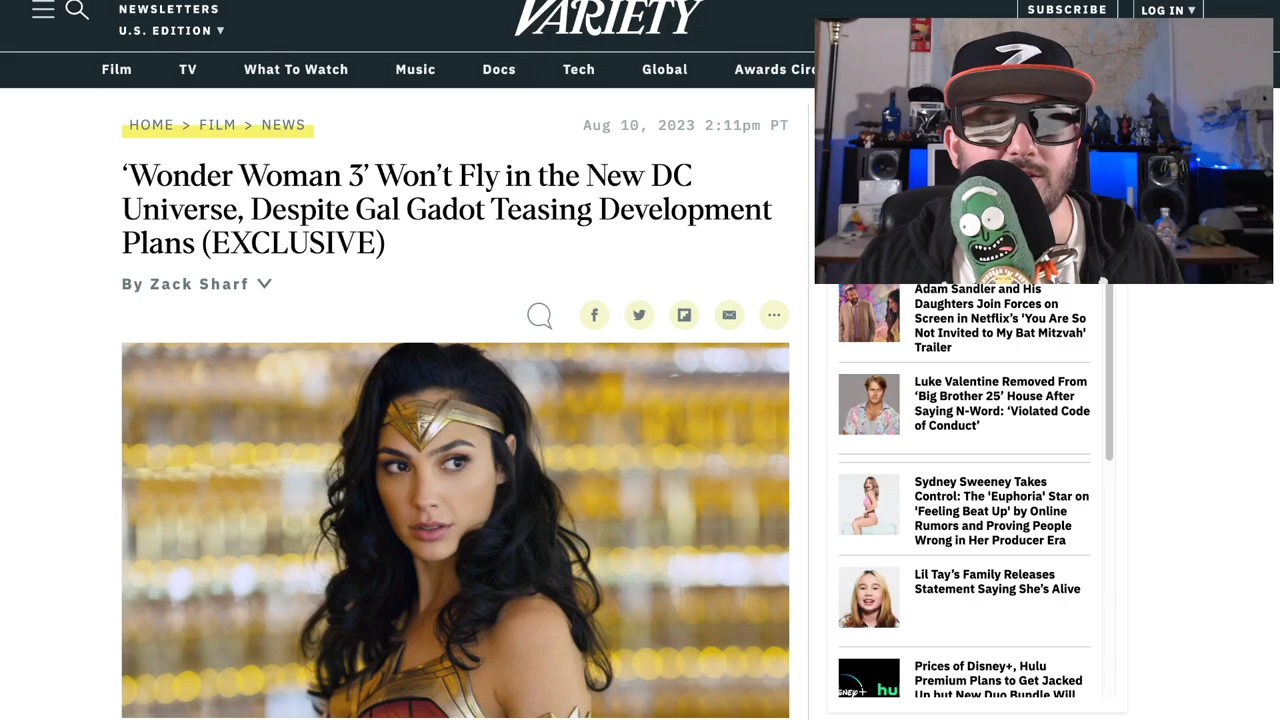 NEWSLETTERS
U.S. EDITION
VARIETY
SUBSCRIBE
LOG IN
Film
TV
What To Watch
Music
Docs
Tech
Global
Awards Circ
HOME > FILM > NEWS
Aug 10, 2023 2:11pm PT
‘Wonder Woman 3’ Won’t Fly in the New DC
Universe, Despite Gal Gadot Teasing Development
Plans (EXCLUSIVE)
By Zack Sharf
Adam Sandler and His
Daughters Join Forces on
Screen in Netflix's 'You Are So
Not Invited to My Bat Mitzvah'
Trailer
Luke Valentine Removed From
‘Big Brother 25’ House After
Saying N-Word: ‘Violated Code
of Conduct’
Sydney Sweeney Takes
Control: The 'Euphoria' Star on
'Feeling Beat Up' by Online
Rumors and Proving People
Wrong in Her Producer Era
Lil Tay’s Family Releases
Statement Saying She’s Alive
Prices of Disney+, Hulu
Premium Plans to Get Jacked
Up but New Duo Bundle Will